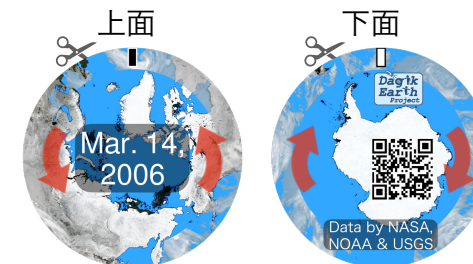 上面
下面
Mar. 14,
2006
Dagik
Earth
Project
Data by NASA,
NOAA & USGS